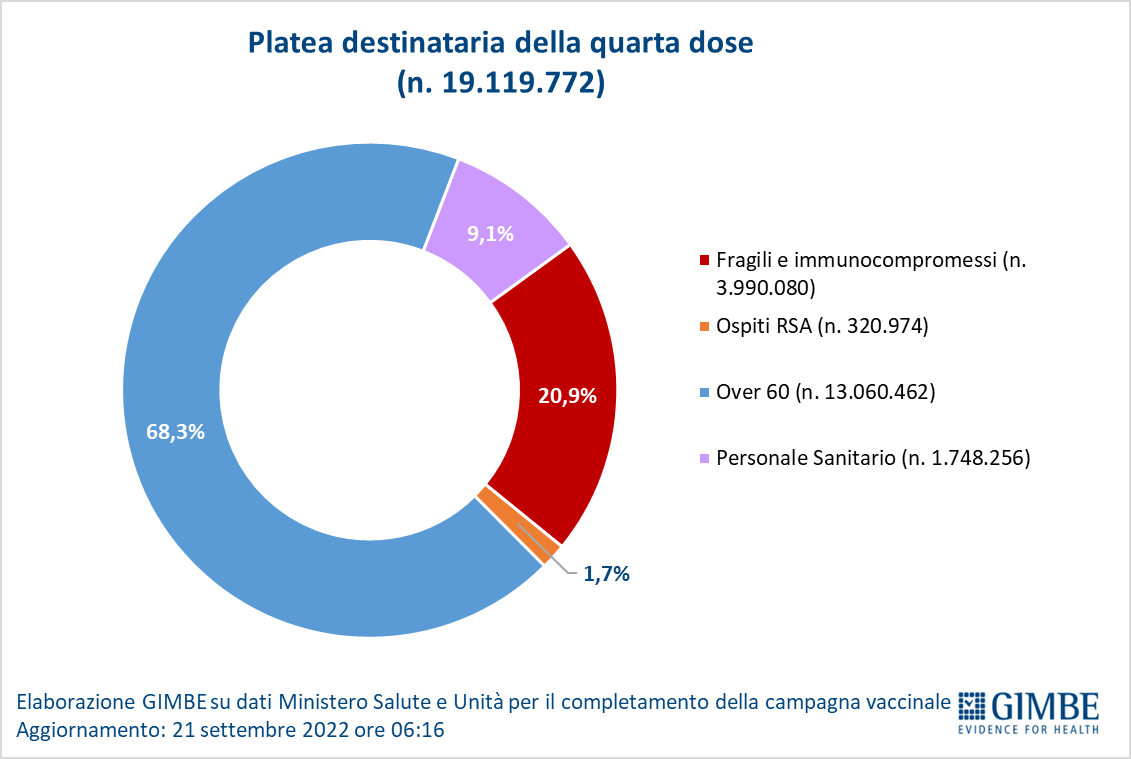 Platea destinataria della quarta dose
(n. 19.119.772)
9,1%
20,9%
68,3%
1,7%
Fragili e immunocompromessi (n.
3.990.080)
Ospiti RSA (n. 320.974)
Over 60 (n. 13.060.462)
Personale Sanitario (n. 1.748.256)
Elaborazione GIMBE su dati Ministero Salute e Unità per il completamento della campagna vaccinale
Aggiornamento: 21 settembre 2022 ore 06:16
GIMBE
EVIDENCE FOR HEALTH